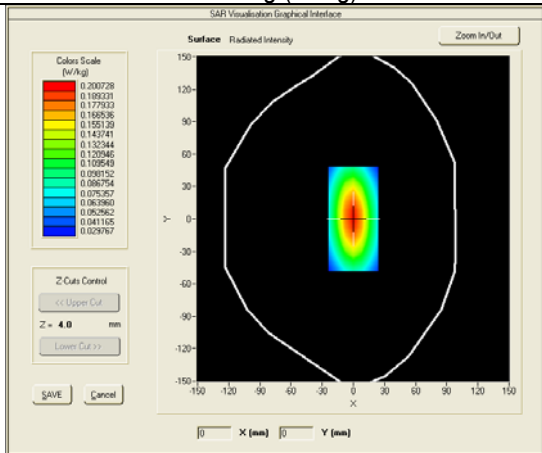 SAR Visualisation Graphical Interface
Surface Radiated Intensity
Zoom In/Out
Colors Scale
(W/kg)
0.200728
0.189331
0.177933
0.166536
0.155139
0.143741
0.132344
0.120946
0.109549
0.098152
0.086754
0.075357
0.063960
0.052562
0.041165
0.029767
150
120
90
60
30
0
-30
-60
-90
-120
-150
Y
-150 -120 -90 -60 -30 0 30 60 90 120 150
X
Z Cuts Control
<< Upper Cut
Z = 4.0 mm
Lower Cut >>
SAVE Cancel
0 X (mm) 0 Y (mm)